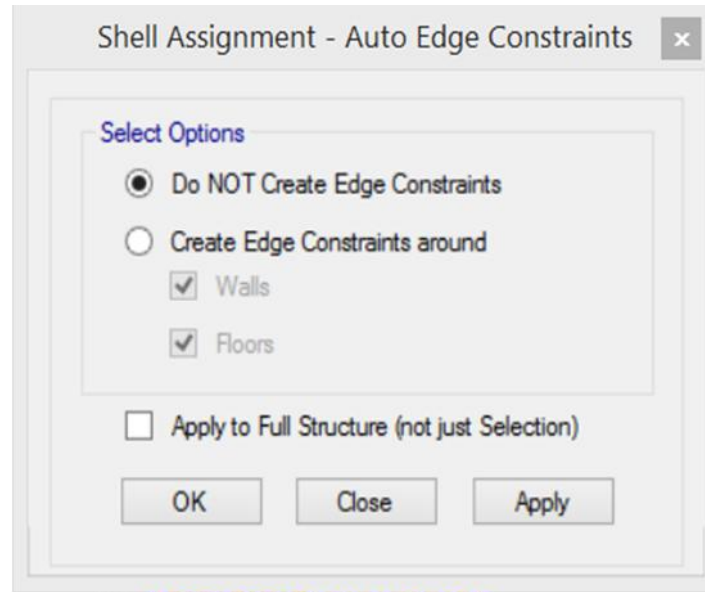 Shell Assignment - Auto Edge Constraints
Select Options
Do NOT Create Edge Constraints
Create Edge Constraints around
Walls
Floors
Apply to Full Structure (not just Selection)
OK Close Apply